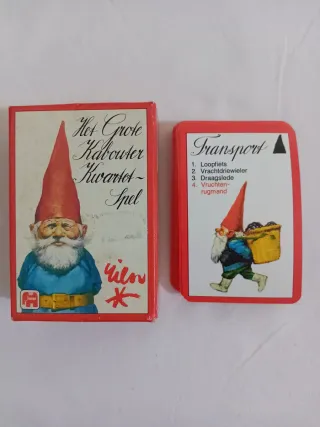 Het Grote
Kabouter
Kwartet-
Spel
Transport
1. Loopfiets
2. Vrachtdriewieler
3. Draagslede
4. Vruchten-
rugmand